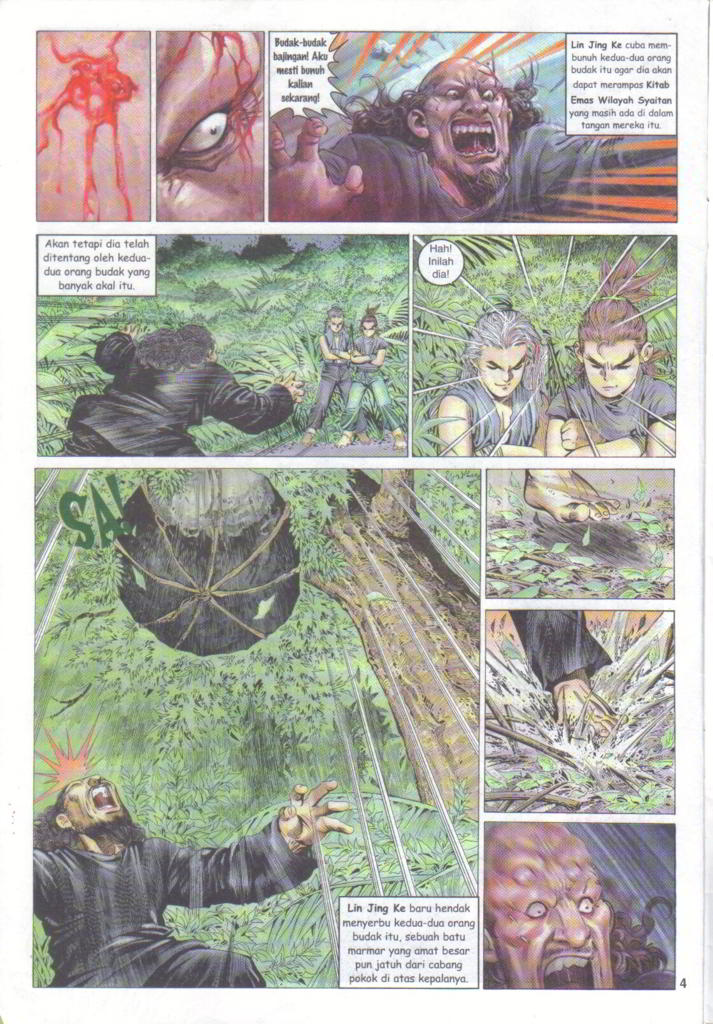 Budak-budak
bajingan! Aku
mesti bunuh
kalian
sekarang!
Lin Jing Ke cuba mem-
bunuh kedua-dua orang
budak itu agar dia akan
dapat merampas Kitab
Emas Wilayah Syaitan
yang masih ada di dalam
tangan mereka itu.
Akan tetapi dia telah
ditentang oleh kedua-
dua orang budak yang
banyak akal itu.
Hah!
Inilah
dia!
SA!
Lin Jing Ke baru hendak
menyerbu kedua-dua orang
budak itu, sebuah batu
marmar yang amat besar
pun jatuh dari cabang
pokok di atas kepalanya.
4